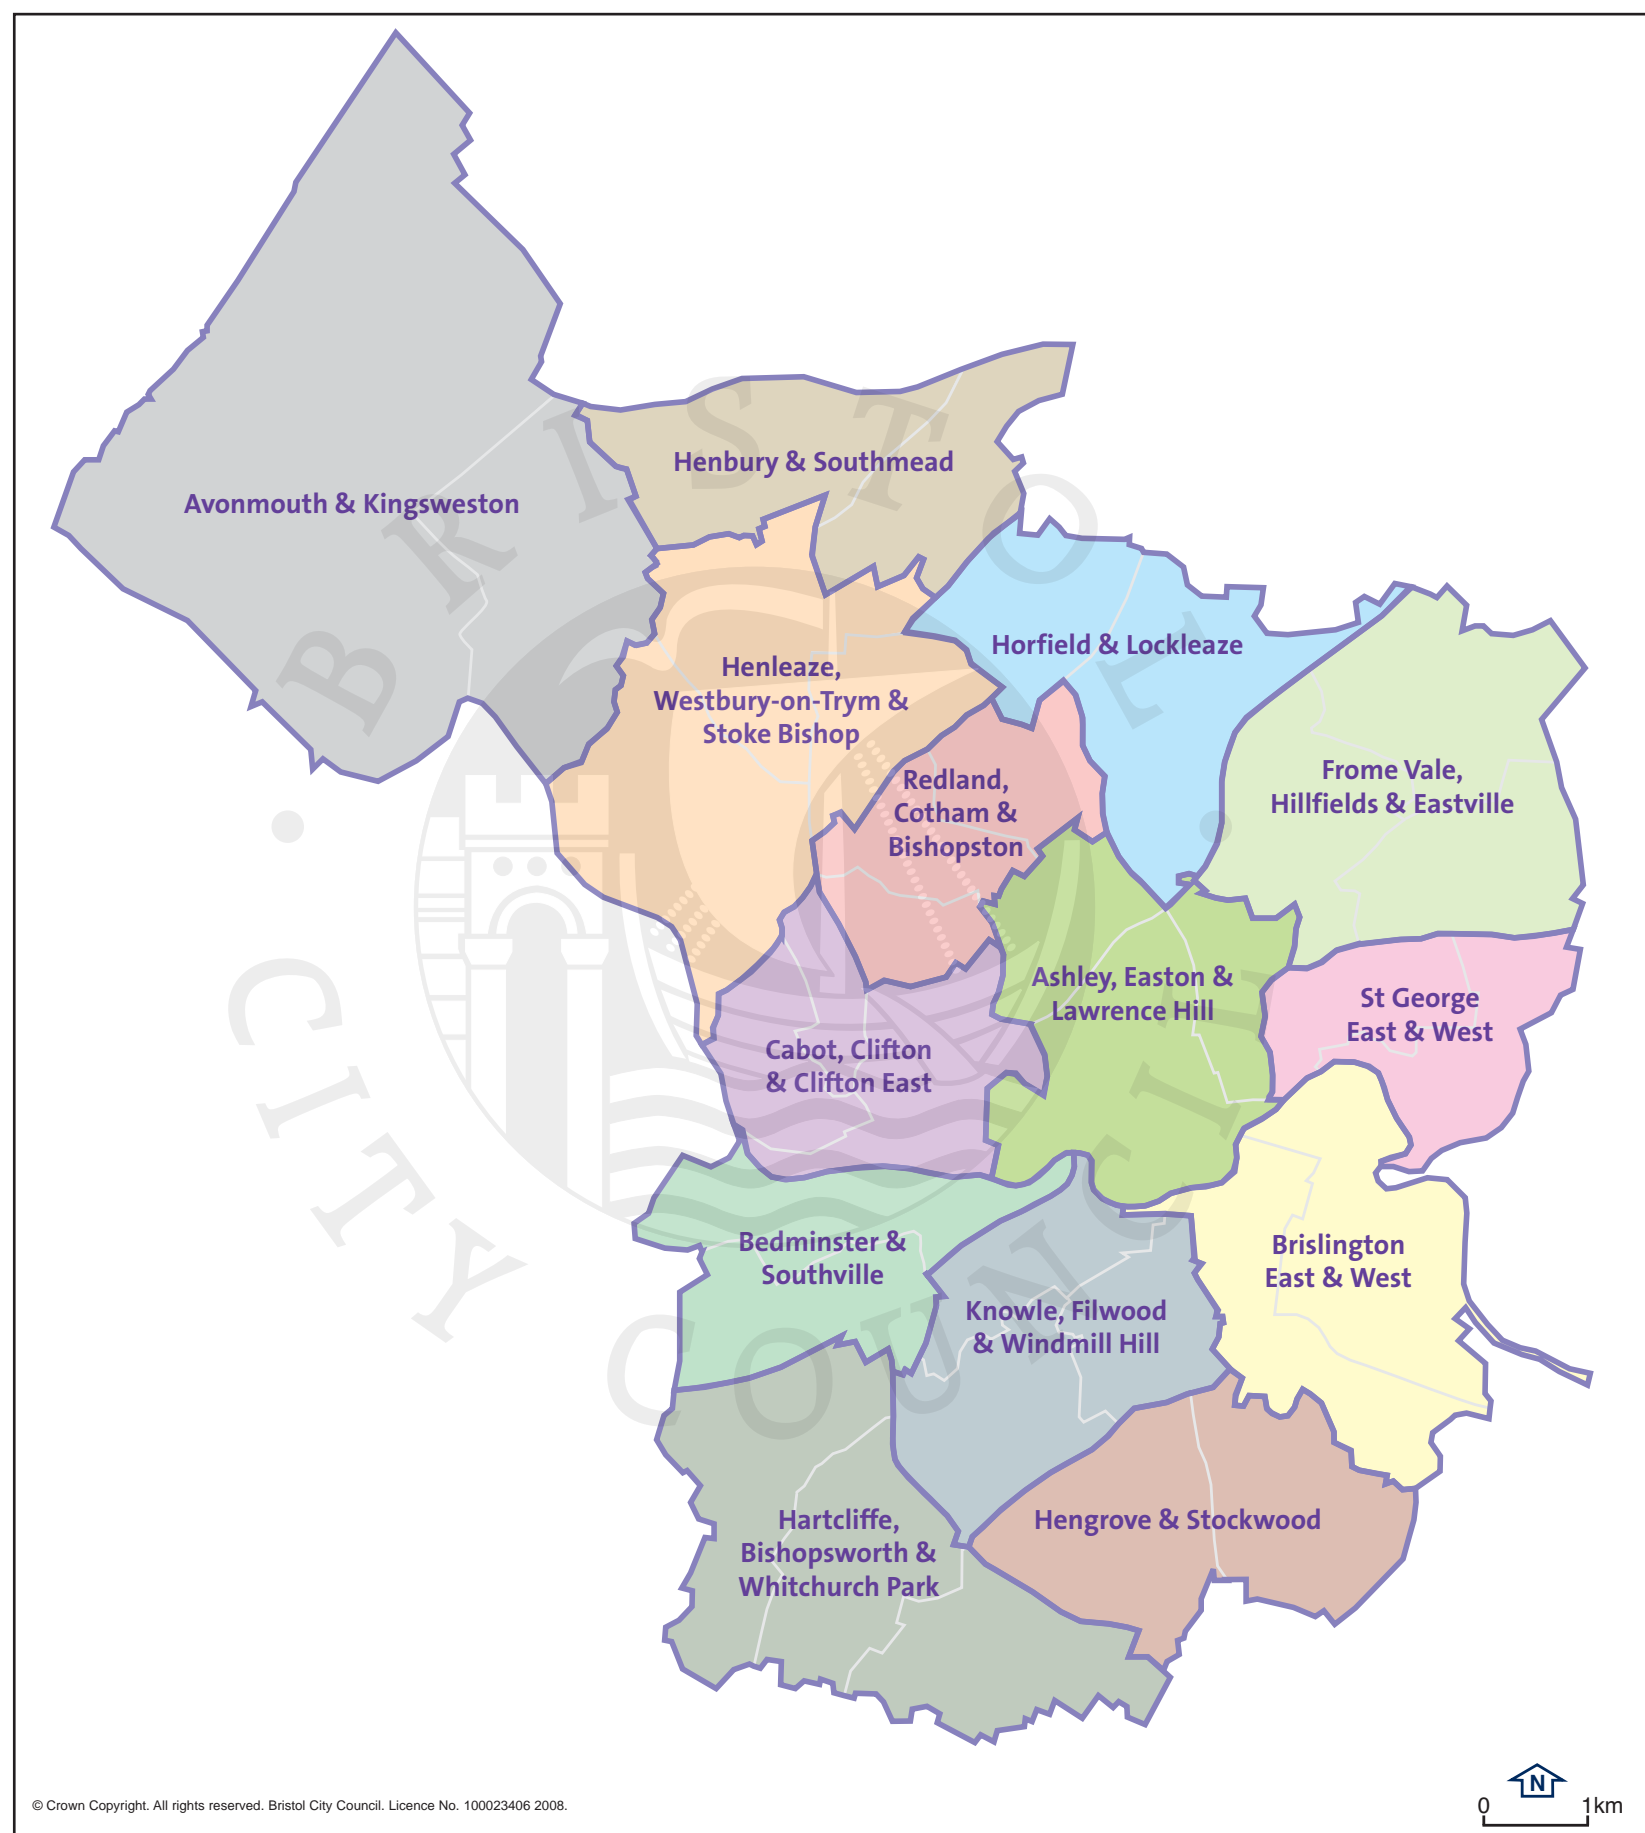 Avonmouth & Kingsweston
Henbury & Southmead
Henleaze,
Westbury-on-Trym &
Stoke Bishop
Horfield & Lockleaze
Redland,
Cotham &
Bishopston
Frome Vale,
Hillfields & Eastville
Ashley, Easton &
Lawrence Hill
St George
East & West
Cabot, Clifton
& Clifton East
Bedminster &
Southville
Knowle, Filwood
& Windmill Hill
Brislington
East & West
Hartcliffe,
Bishopsworth &
Whitchurch Park
Hengrove & Stockwood
BRISTOL
CITY COUNCIL
N
0 1km
© Crown Copyright. All rights reserved. Bristol City Council. Licence No. 100023406 2008.